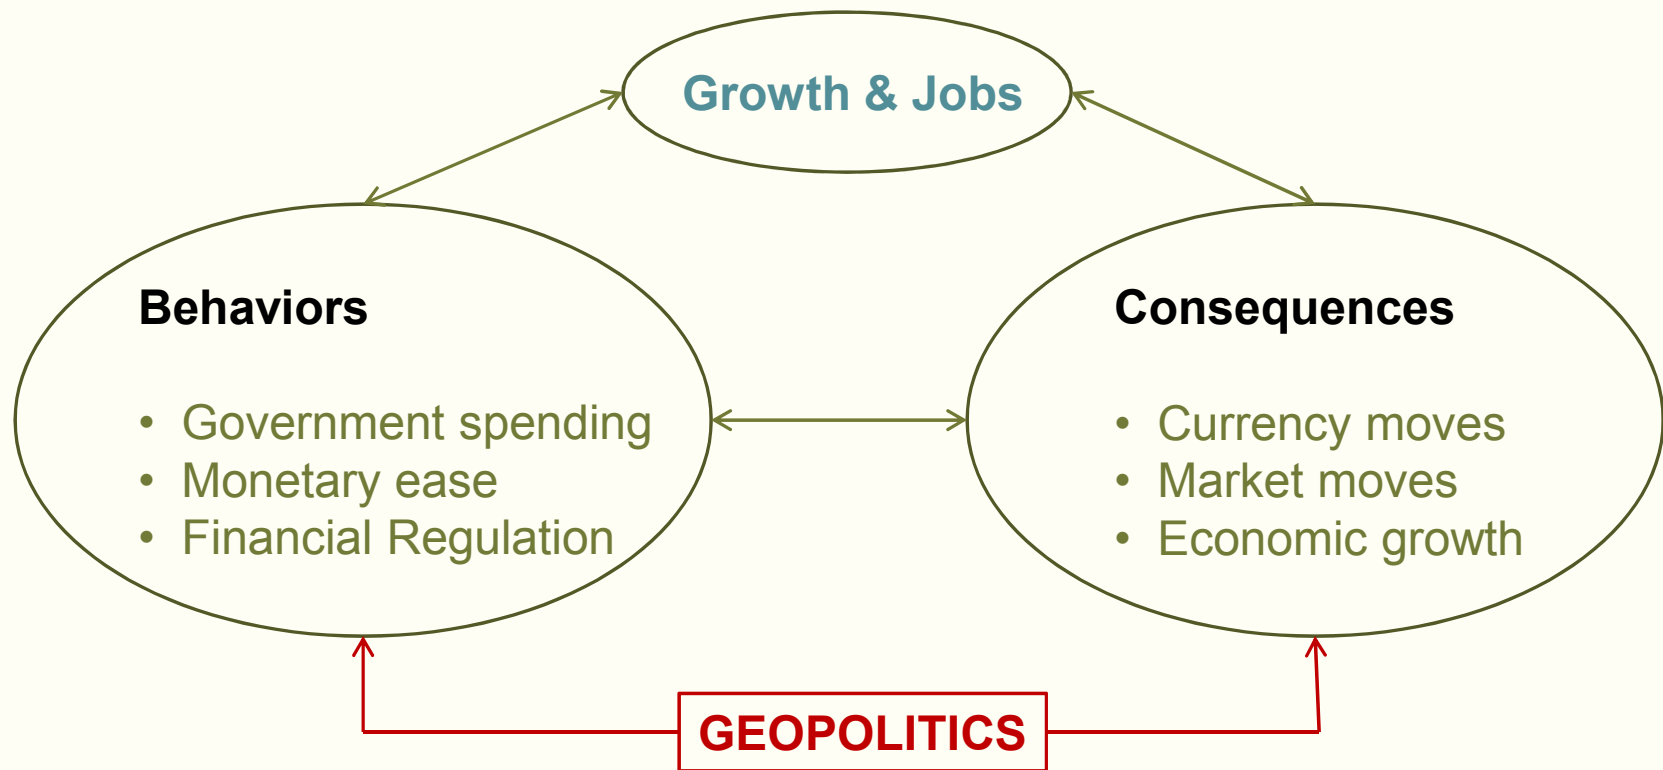 Growth & Jobs
Behaviors
• Government spending
• Monetary ease
• Financial Regulation
Consequences
• Currency moves
• Market moves
• Economic growth
GEOPOLITICS